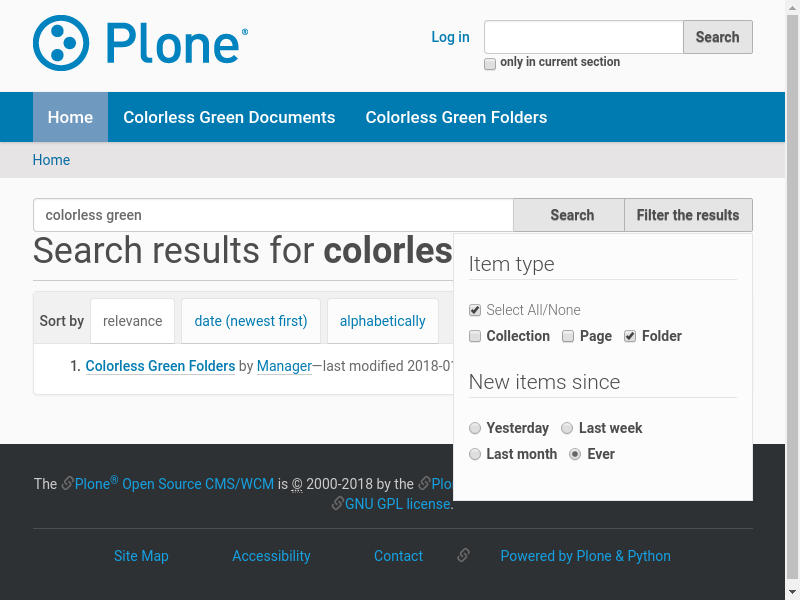 Plone®
Log in
Search
only in current section
Home
Colorless Green Documents
Colorless Green Folders
Home
colorless green
Search
Filter the results
Search results for colorles
Item type
Select All/None
Collection
Page
Folder
New items since
Yesterday
Last week
Last month
Ever
Sort by
relevance
date (newest first)
alphabetically
1. Colorless Green Folders by Manager—last modified 2018-01
The Plone® Open Source CMS/WCM is © 2000-2018 by the Plo
GNU GPL license.
Site Map
Accessibility
Contact
Powered by Plone & Python